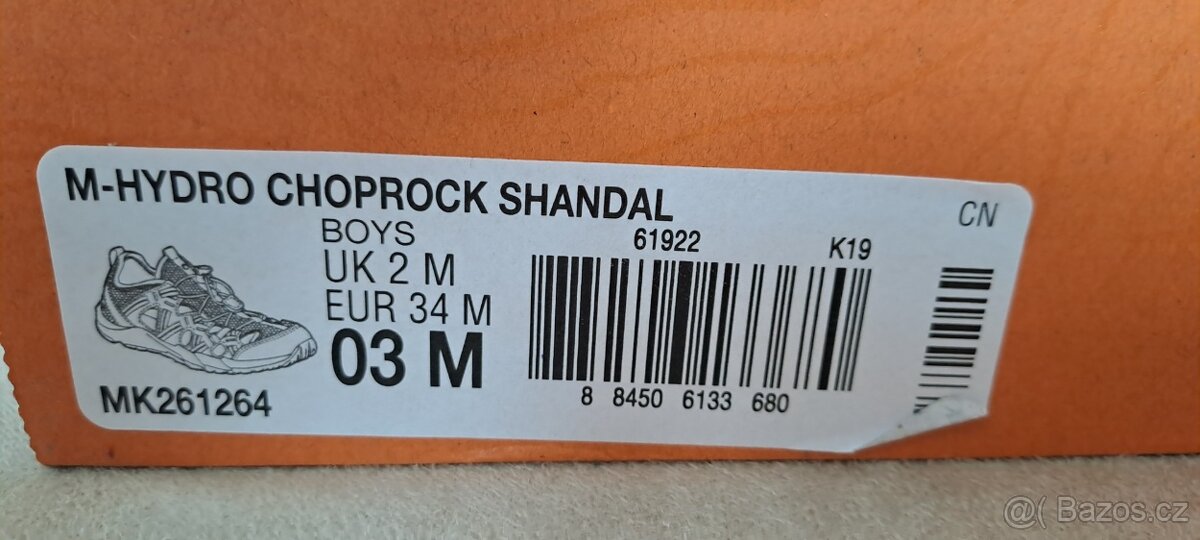 M-HYDRO CHOPROCK SHANDAL
CN
BOYS
61922
K19
UK 2 M
EUR 34 M
03 M
MK261264
8 8450 6133 680
@( Bazos.cz